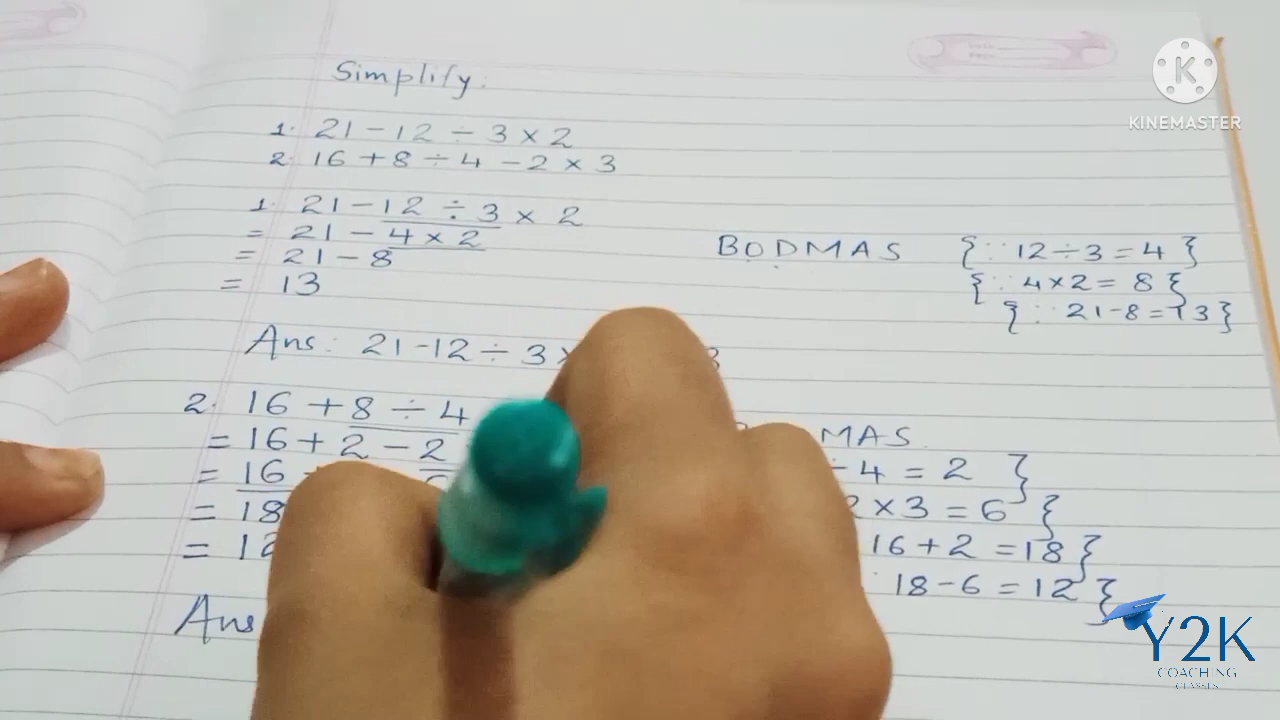 Simplify:
1. 21 - 12 ÷ 3 × 2
2. 16 + 8 ÷ 4 - 2 × 3
1. 21 - 12 ÷ 3 × 2
= 21 - 4 × 2
= 21 - 8
= 13
BODMAS
{∵ 12 ÷ 3 = 4}
{∵ 4 × 2 = 8}
{∵ 21 - 8 = 13}
Ans: 21 - 12 ÷ 3 ×
2. 16 + 8 ÷ 4
= 16 + 2 - 2
= 16
= 18
= 12
MAS
÷ 4 = 2}
2 × 3 = 6}
16 + 2 = 18}
18 - 6 = 12}
Ans
KINEMASTER
Y2K
COACHING
CLASSES